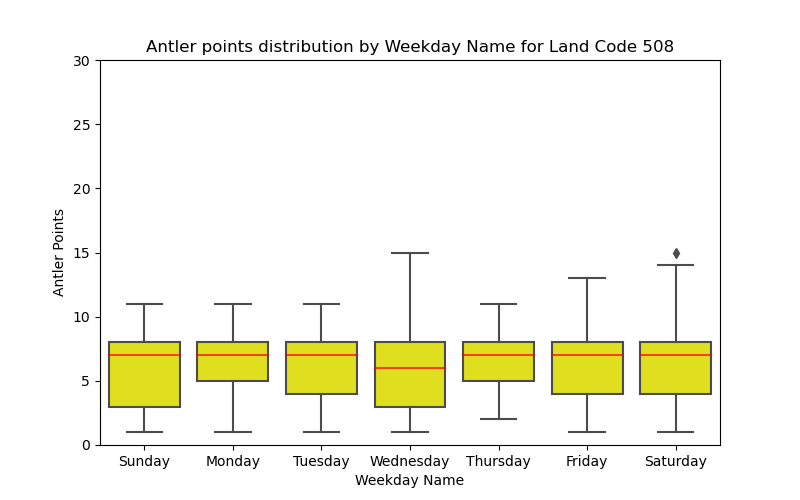 Antler points distribution by Weekday Name for Land Code 508
30
25
20
15
10
5
0
Antler Points
Sunday Monday Tuesday Wednesday Thursday Friday Saturday
Weekday Name